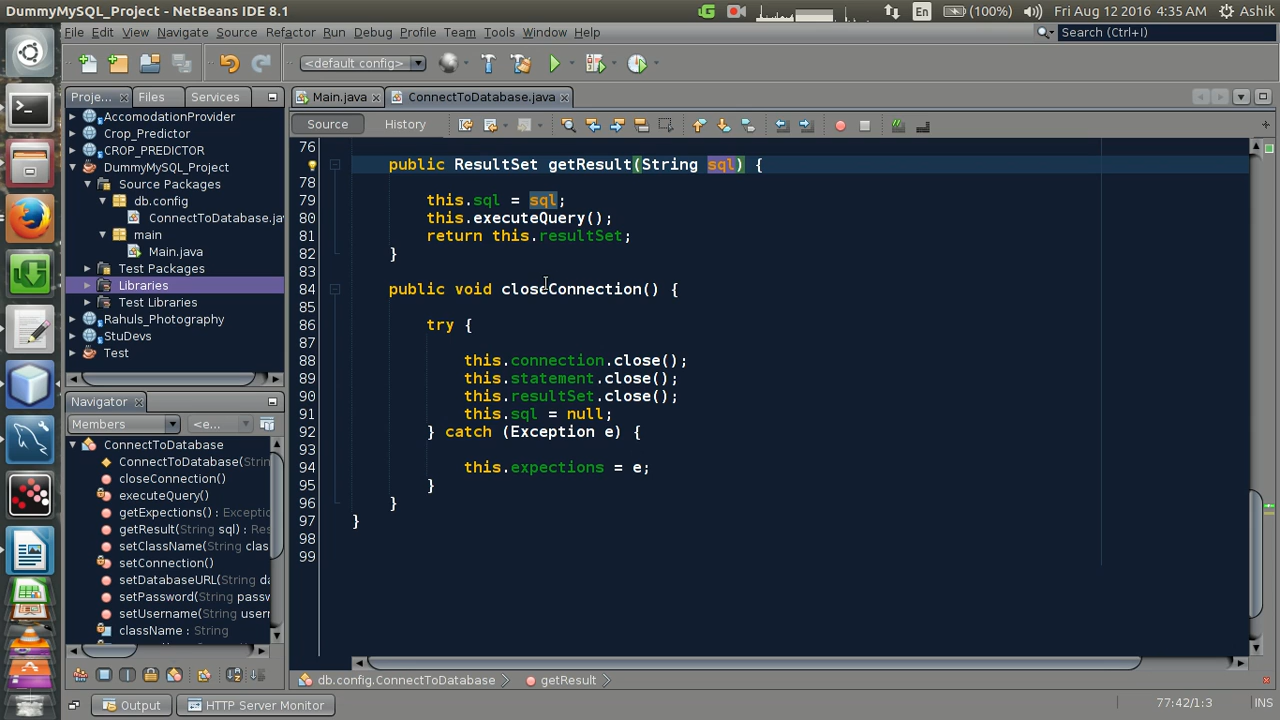 DummyMySQL_Project - NetBeans IDE 8.1
En
(100%)
Fri Aug 12 2016 4:35 AM
Ashik
File Edit View Navigate Source Refactor Run Debug Profile Team Tools Window Help
Search (Ctrl+I)
<default config>
Proje...
Files
Services
Main.java
ConnectToDatabase.java
Source
History
AccomodationProvider
Crop_Predictor
CROP_PREDICTOR
DummyMySQL_Project
Source Packages
db.config
ConnectToDatabase.jav
main
Main.java
Test Packages
Libraries
Test Libraries
Rahuls_Photography
StuDevs
Test
Navigator
Members
<e...
ConnectToDatabase
ConnectToDatabase(Strin
closeConnection()
executeQuery()
getExpections() : Exceptio
getResult(String sql) : Res
setClassName(String clas
setConnection()
setDatabaseURL(String da
setPassword(String passw
setUsername(String usern
className : String
76
public ResultSet getResult(String sql) {
78
79 this.sql = sql;
80 this.executeQuery();
81 return this.resultSet;
82 }
83
84 public void closeConnection() {
85
86 try {
87
88 this.connection.close();
89 this.statement.close();
90 this.resultSet.close();
91 this.sql = null;
92 } catch (Exception e) {
93
94 this.expections = e;
95 }
96 }
97 }
98
99
db.config.ConnectToDatabase
getResult
Output
HTTP Server Monitor
77:42/1:3
INS